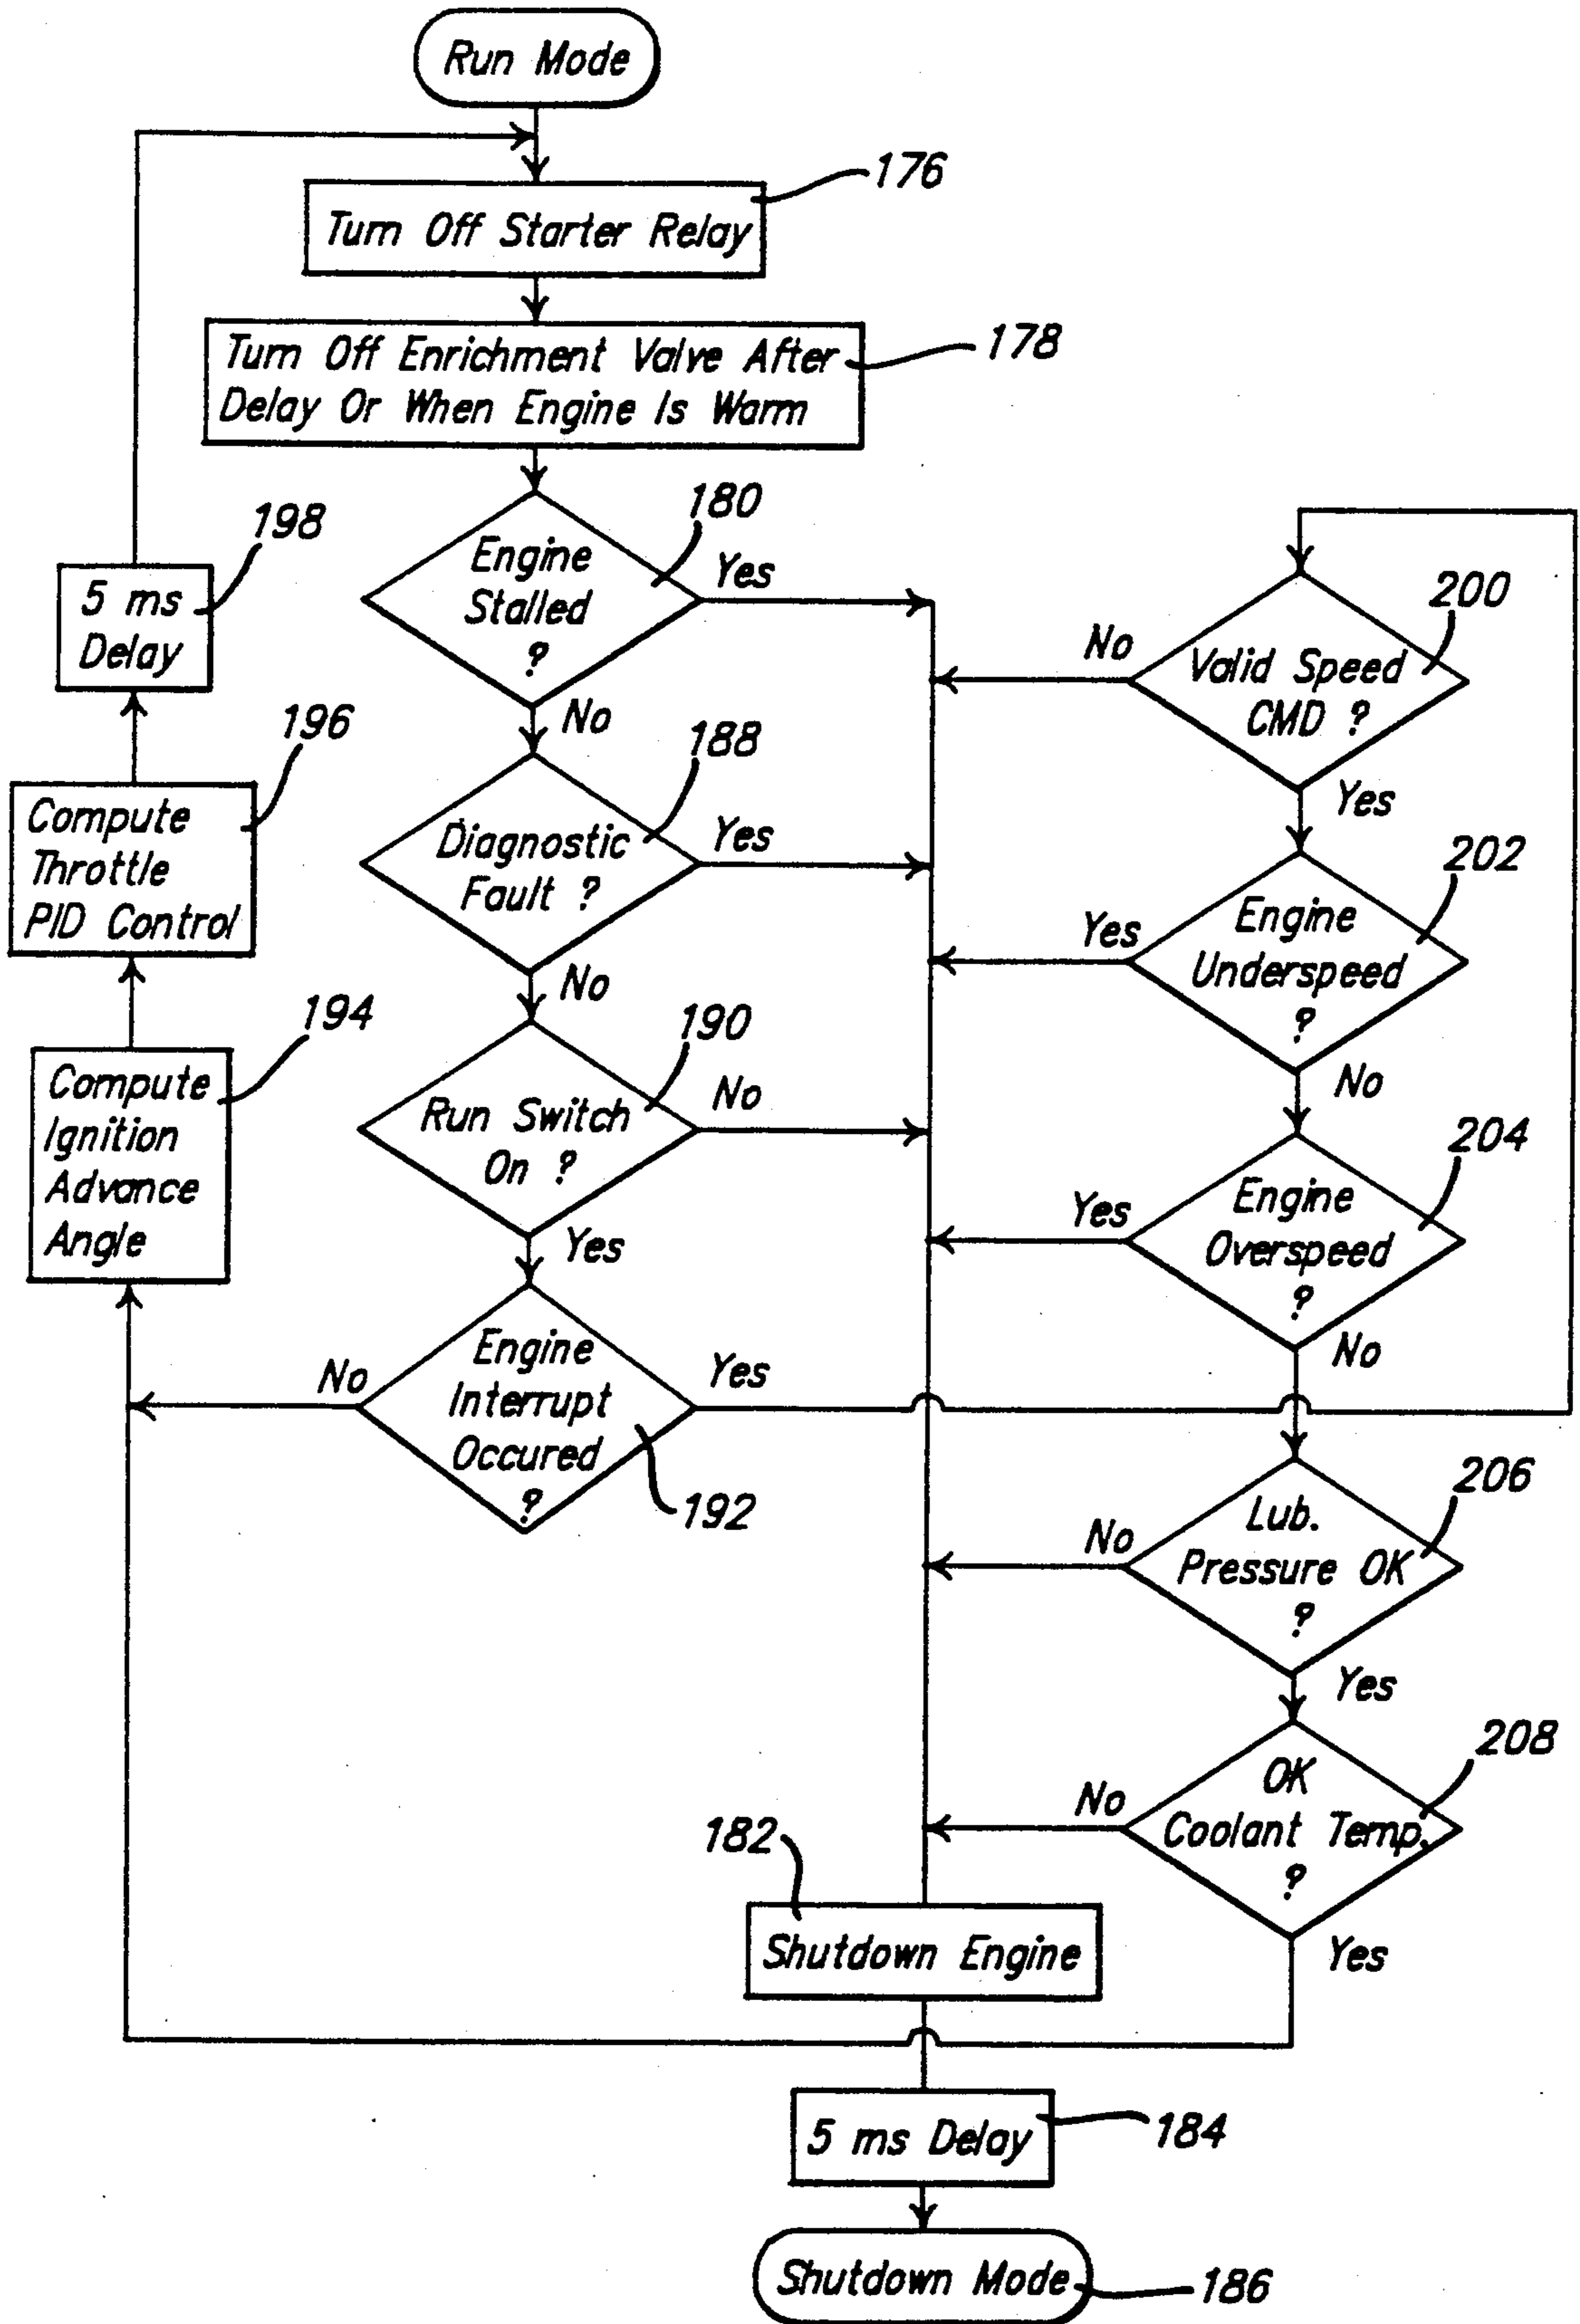 Run Mode
176
Turn Off Starter Relay
178
Turn Off Enrichment Valve After
Delay Or When Engine Is Warm
180
Engine
Stalled
?
Yes
No
188
Diagnostic
Fault ?
Yes
No
190
Run Switch
On ?
No
Yes
Engine
Interrupt
Occured
?
192
No
Yes
194
Compute
Ignition
Advance
Angle
196
Compute
Throttle
PID Control
198
5 ms
Delay
200
Valid Speed
CMD ?
No
Yes
202
Engine
Underspeed
?
Yes
No
204
Engine
Overspeed
?
Yes
No
206
Lub.
Pressure OK
?
No
Yes
208
OK
Coolant Temp.
?
No
Yes
182
Shutdown Engine
5 ms Delay
184
Shutdown Mode
186